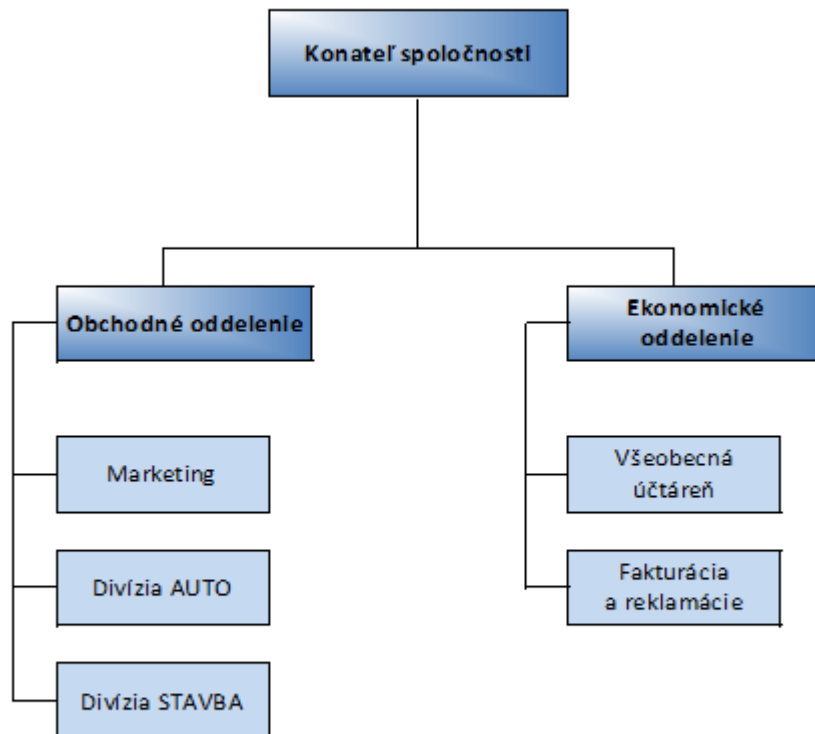 Konateľ spoločnosti
Obchodné oddelenie
Marketing
Divízia AUTO
Divízia STAVBA
Ekonomické
oddelenie
Všeobecná
účtáreň
Fakturácia
a reklamácie